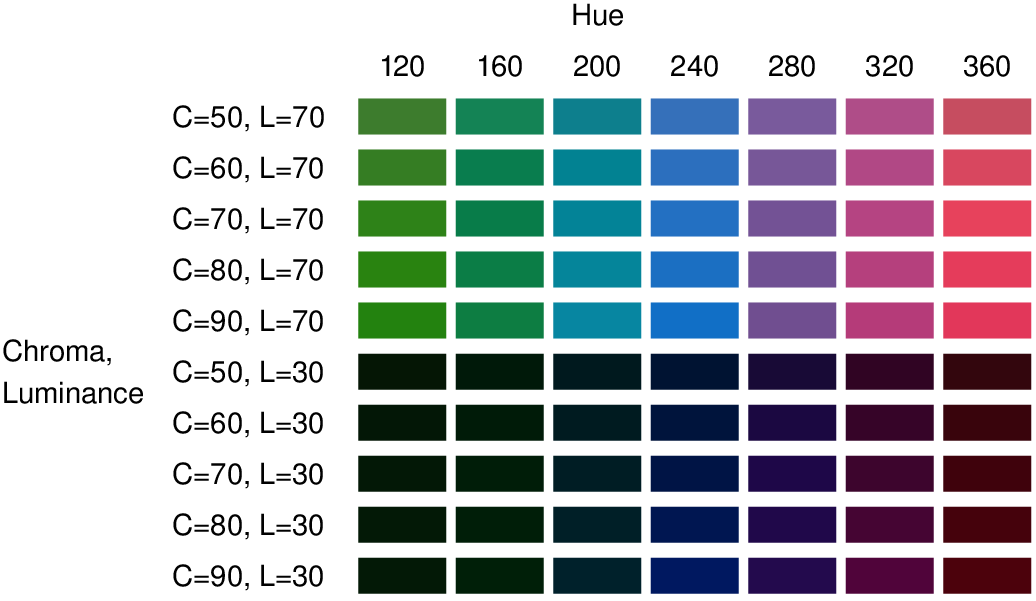 Hue
120 160 200 240 280 320 360
C=50, L=70
C=60, L=70
C=70, L=70
C=80, L=70
C=90, L=70
Chroma,
Luminance
C=50, L=30
C=60, L=30
C=70, L=30
C=80, L=30
C=90, L=30